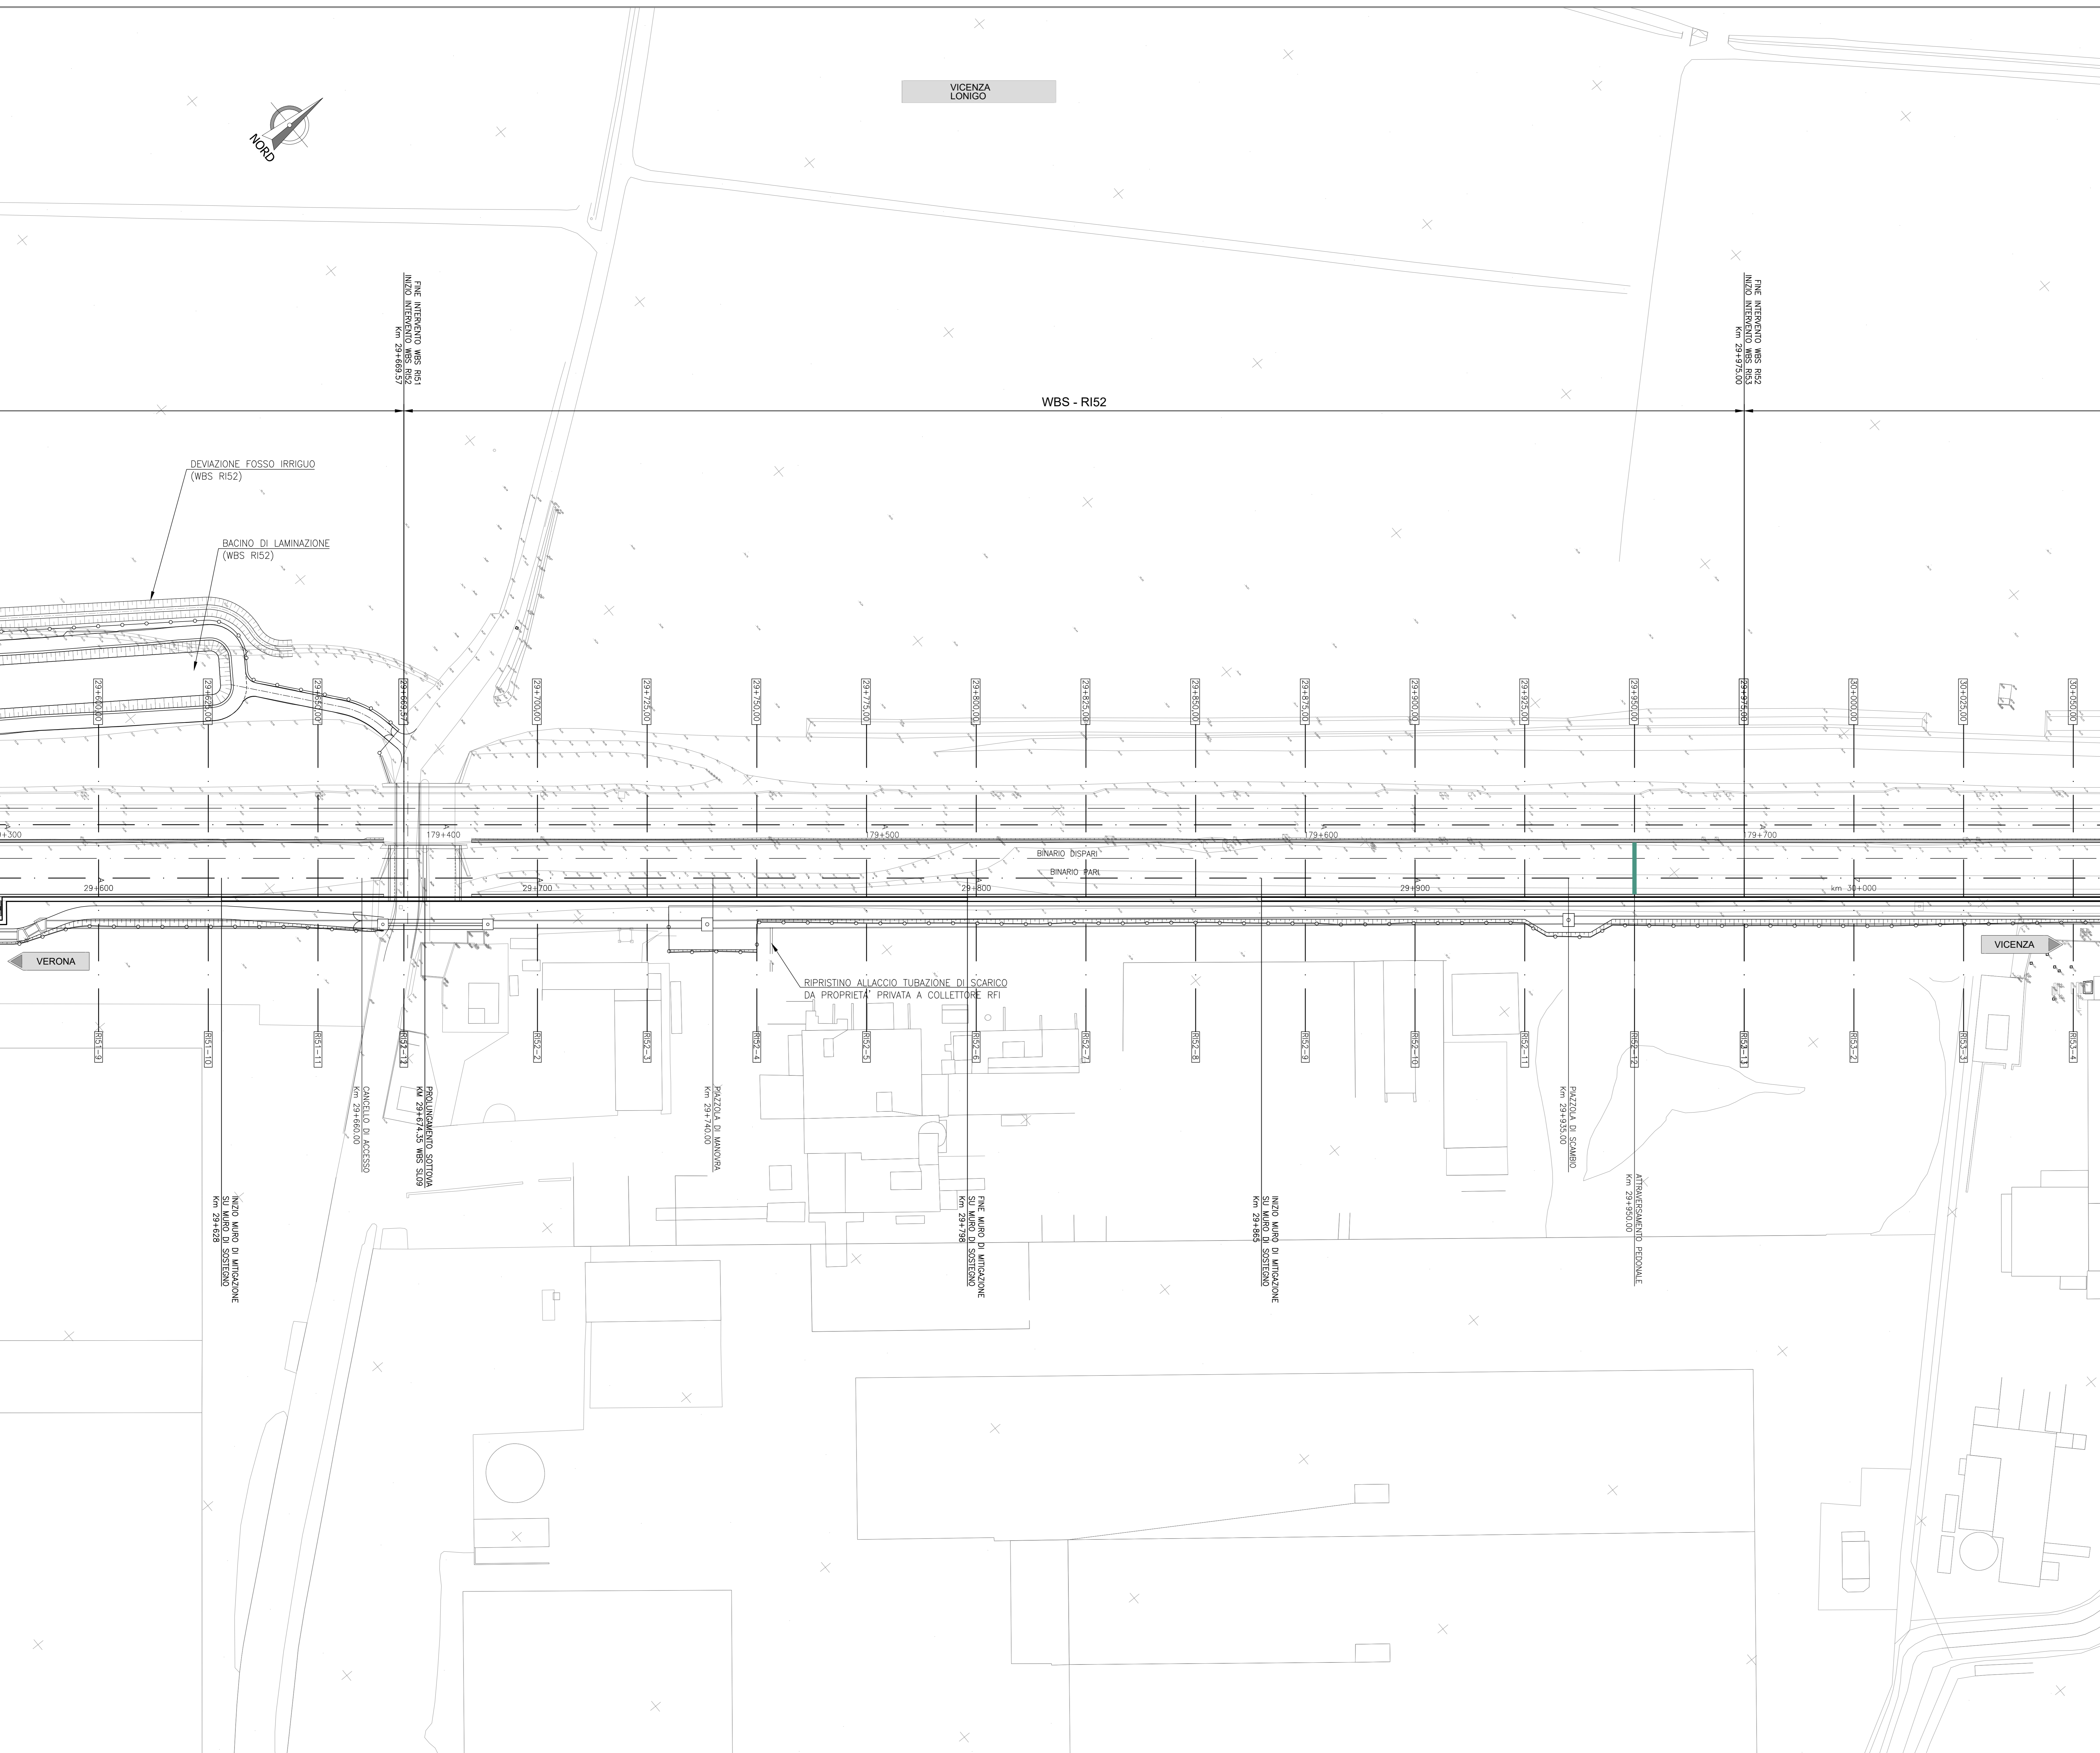 VICENZA
LONIGO
NORD
FINE INTERVENTO WBS RI51
INIZIO INTERVENTO WBS RI52
Km 29+669.57
FINE INTERVENTO WBS RI52
INIZIO INTERVENTO WBS RI53
Km 29+975.00
WBS - RI52
DEVIAZIONE FOSSO IRRIGUO
(WBS RI52)
BACINO DI LAMINAZIONE
(WBS RI52)
29+600.00
29+625.00
29+650.00
29+669.57
29+700.00
29+725.00
29+750.00
29+775.00
29+800.00
29+825.00
29+850.00
29+875.00
29+900.00
29+925.00
29+950.00
29+975.00
30+000.00
30+025.00
30+050.00
9+300
179+400
179+500
179+600
179+700
BINARIO DISPARI
BINARIO PARI
29+600
29+700
29+800
29+900
km 30+000
VERONA
VICENZA
RIPRISTINO ALLACCIO TUBAZIONE DI SCARICO
DA PROPRIETA' PRIVATA A COLLETTORE RFI
RI51-9
RI51-10
RI51-11
RI52-2
RI52-3
RI52-4
RI52-5
RI52-6
RI52-7
RI52-8
RI52-9
RI52-10
RI52-11
RI52-12
RI52-13
RI53-2
RI53-3
RI53-4
CANCELLO DI ACCESSO
Km 29+660.00
PROLUNGAMENTO SOTTOVIA
KM 29+674.35 WBS SL09
PIAZZOLA DI MANOVRA
Km 29+740.00
PIAZZOLA DI SCAMBIO
Km 29+935.00
ATTRAVERSAMENTO PEDONALE
Km 29+950.00
INIZIO MURO DI MITIGAZIONE
SU MURO DI SOSTEGNO
Km 29+628
FINE MURO DI MITIGAZIONE
SU MURO DI SOSTEGNO
Km 29+798
INIZIO MURO DI MITIGAZIONE
SU MURO DI SOSTEGNO
Km 29+865